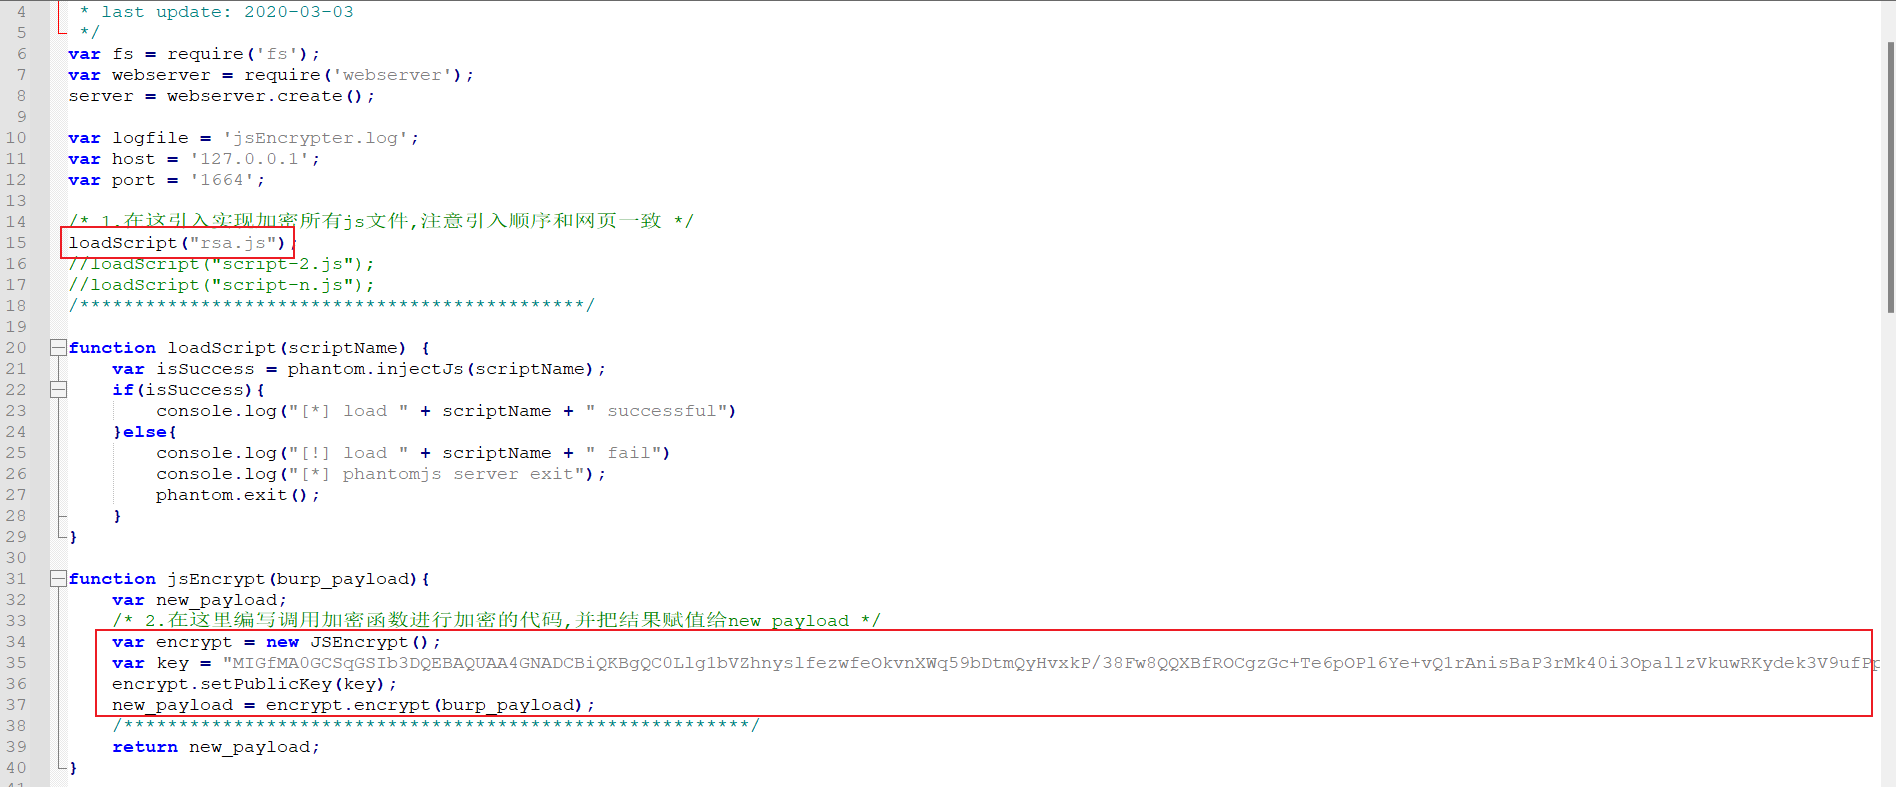 4 * last update: 2020-03-03
5 */
6 var fs = require('fs');
7 var webserver = require('webserver');
8 server = webserver.create();
9
10 var logfile = 'jsEncrypter.log';
11 var host = '127.0.0.1';
12 var port = '1664';
13
14 /* 1.在这引入实现加密所有js文件,注意引入顺序和网页一致 */
15 loadScript("rsa.js");
16 //loadScript("script-2.js");
17 //loadScript("script-n.js");
18 /**********************************************/
19
20 function loadScript(scriptName) {
21 var isSuccess = phantom.injectJs(scriptName);
22 if(isSuccess){
23 console.log("[*] load " + scriptName + " successful")
24 }else{
25 console.log("[!] load " + scriptName + " fail")
26 console.log("[*] phantomjs server exit");
27 phantom.exit();
28 }
29 }
30
31 function jsEncrypt(burp_payload){
32 var new_payload;
33 /* 2.在这里编写调用加密函数进行加密的代码,并把结果赋值给new_payload */
34 var encrypt = new JSEncrypt();
35 var key = "MIGfMA0GCSqGSIb3DQEBAQUAA4GNADCBiQKBgQC0Llg1bVZhnyslfezwfeOkvnXWq59bDtmQyHvxkP/38Fw8QQXBfROCgzGc+Te6pOPl6Ye+vQ1rAnisBaP3rMk40i3OpallzVkuwRKydek3V9ufPp
36 encrypt.setPublicKey(key);
37 new_payload = encrypt.encrypt(burp_payload);
38 /*********************************************************/
39 return new_payload;
40 }
41